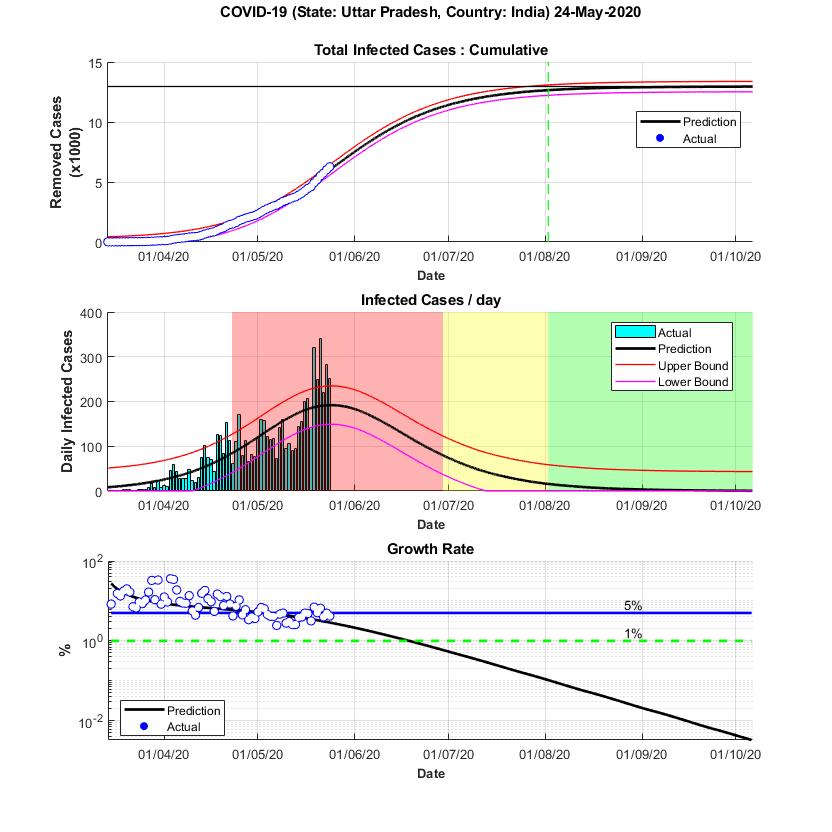 COVID-19 (State: Uttar Pradesh, Country: India) 24-May-2020
Total Infected Cases : Cumulative
Removed Cases
(x1000)
15
10
5
0
Prediction
Actual
01/04/20 01/05/20 01/06/20 01/07/20 01/08/20 01/09/20 01/10/20
Date
Infected Cases / day
Daily Infected Cases
400
300
200
100
0
Actual
Prediction
Upper Bound
Lower Bound
01/04/20 01/05/20 01/06/20 01/07/20 01/08/20 01/09/20 01/10/20
Date
Growth Rate
%
10^2
10^0
10^-2
5%
1%
Prediction
Actual
01/04/20 01/05/20 01/06/20 01/07/20 01/08/20 01/09/20 01/10/20
Date